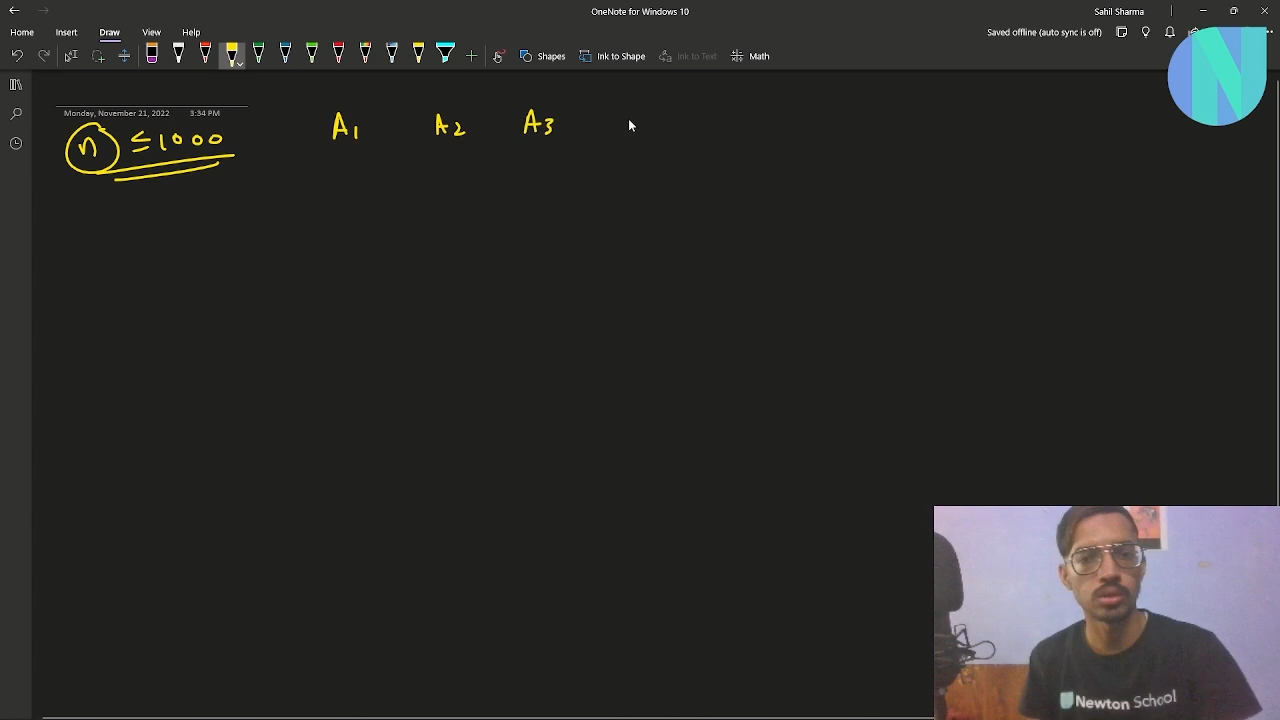 OneNote for Windows 10
Sahil Sharma
Home Insert Draw View Help
Saved offline (auto sync is off)
Shapes Ink to Shape Ink to Text Math
Monday, November 21, 2022 3:34 PM
n ≤ 1000
A1 A2 A3
Newton School